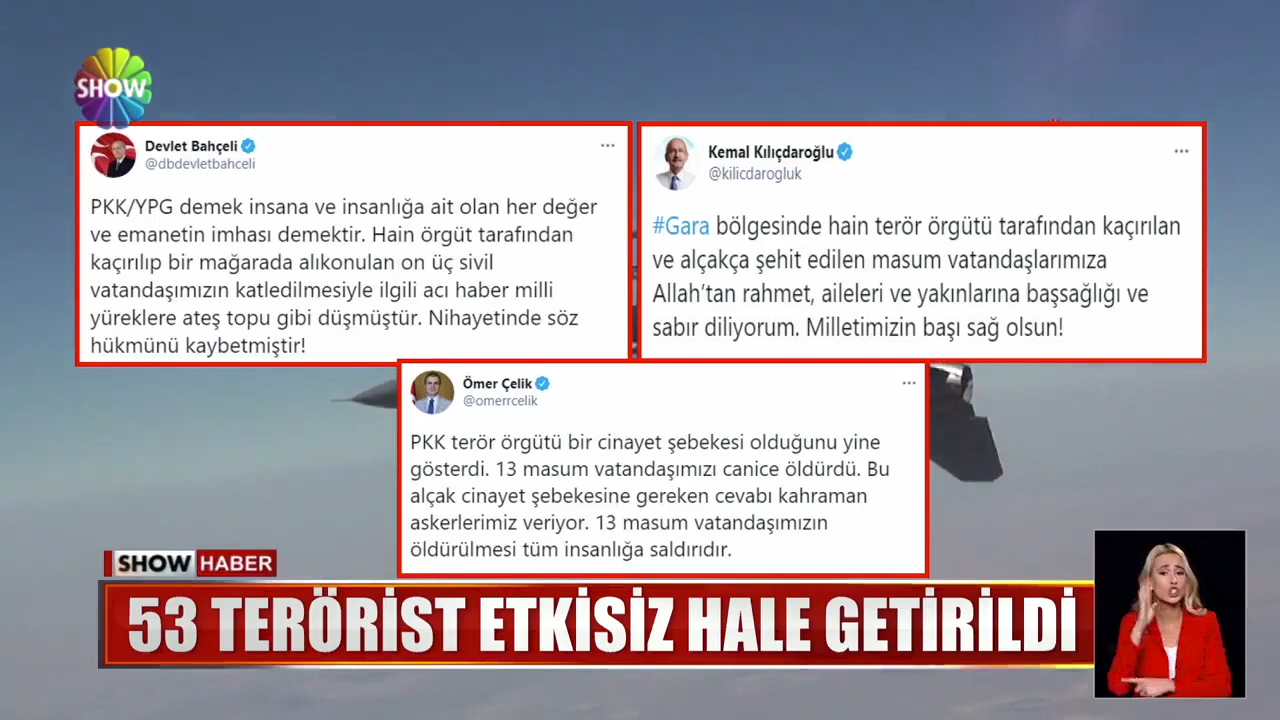 SHOW
Devlet Bahçeli
@dbdevletbahceli
PKK/YPG demek insana ve insanlığa ait olan her değer
ve emanetin imhası demektir. Hain örgüt tarafından
kaçırılıp bir mağarada alıkonulan on üç sivil
vatandaşımızın katledilmesiyle ilgili acı haber milli
yüreklere ateş topu gibi düşmüştür. Nihayetinde söz
hükmünü kaybetmiştir!
Kemal Kılıçdaroğlu
@kilicdarogluk
#Gara bölgesinde hain terör örgütü tarafından kaçırılan
ve alçakça şehit edilen masum vatandaşlarımıza
Allah'tan rahmet, aileleri ve yakınlarına başsağlığı ve
sabır diliyorum. Milletimizin başı sağ olsun!
Ömer Çelik
@omerrcelik
PKK terör örgütü bir cinayet şebekesi olduğunu yine
gösterdi. 13 masum vatandaşımızı canice öldürdü. Bu
alçak cinayet şebekesine gereken cevabı kahraman
askerlerimiz veriyor. 13 masum vatandaşımızın
öldürülmesi tüm insanlığa saldırıdır.
SHOW HABER
53 TERÖRİST ETKİSİZ HALE GETİRİLDİ